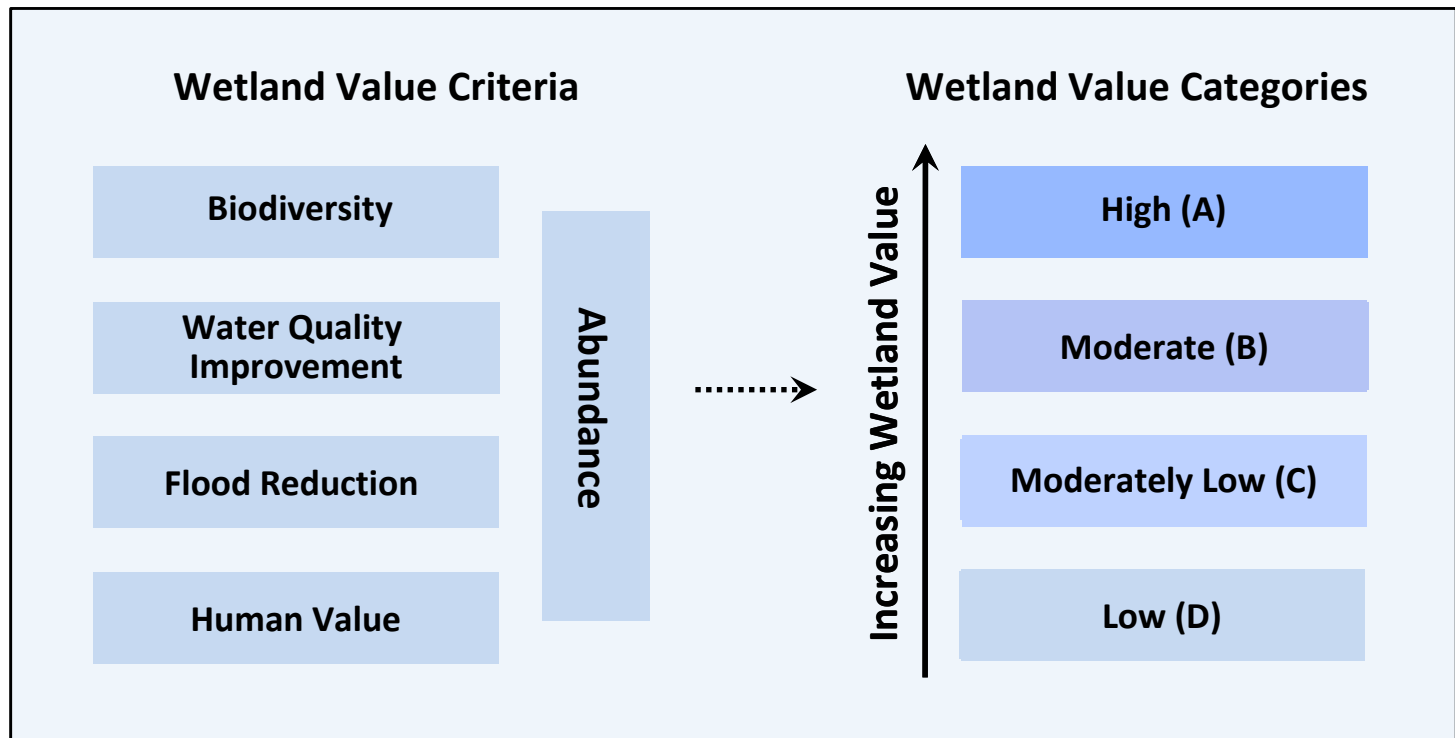 Wetland Value Criteria
Biodiversity
Water Quality
Improvement
Flood Reduction
Human Value
Abundance
Wetland Value Categories
Increasing Wetland Value
High (A)
Moderate (B)
Moderately Low (C)
Low (D)